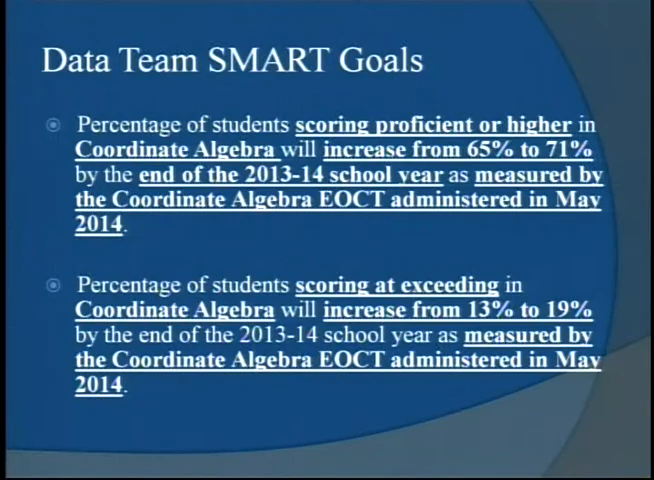 Data Team SMART Goals
Percentage of students scoring proficient or higher in
Coordinate Algebra will increase from 65% to 71%
by the end of the 2013-14 school year as measured by
the Coordinate Algebra EOCT administered in May
2014.
Percentage of students scoring at exceeding in
Coordinate Algebra will increase from 13% to 19%
by the end of the 2013-14 school year as measured by
the Coordinate Algebra EOCT administered in May
2014.